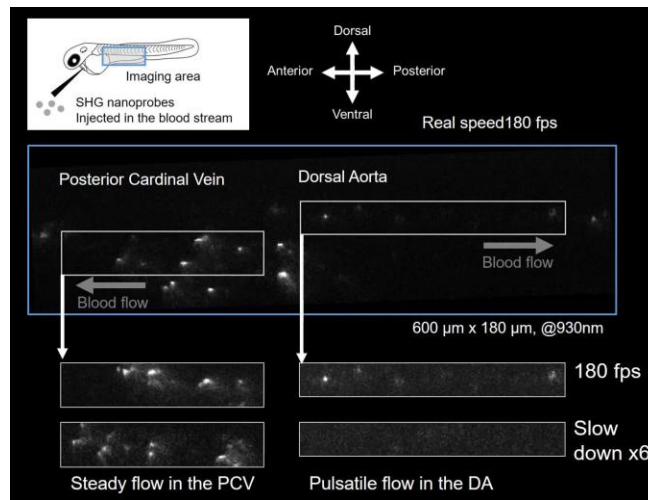 Dorsal
Imaging area
Anterior
Posterior
SHG nanoprobes
Injected in the blood stream
Ventral
Real speed180 fps
Posterior Cardinal Vein
Dorsal Aorta
Blood flow
Blood flow
600 µm x 180 µm, @930nm
180 fps
Slow
down x6
Steady flow in the PCV
Pulsatile flow in the DA